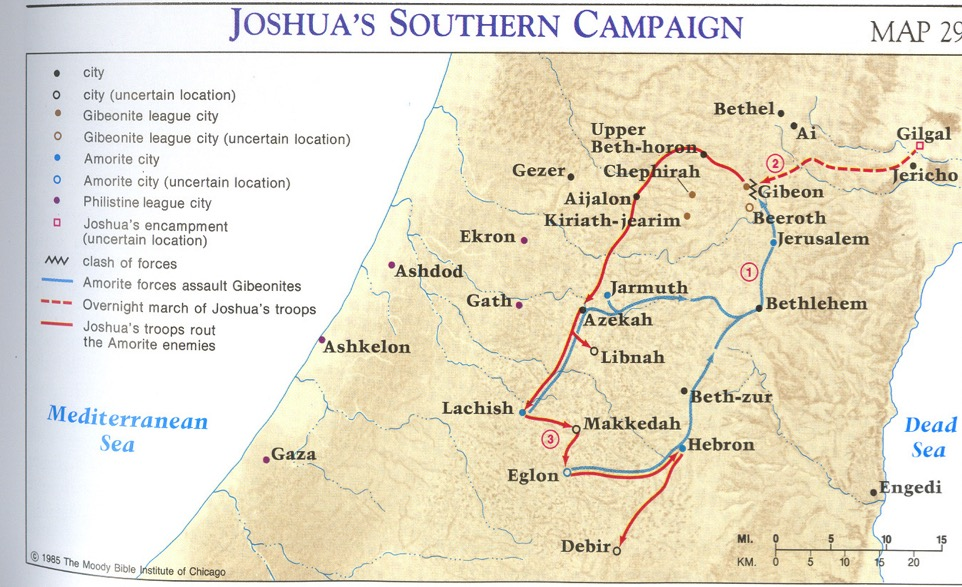 JOSHUA'S SOUTHERN CAMPAIGN
MAP 29
city
city (uncertain location)
Gibeonite league city
Gibeonite league city (uncertain location)
Amorite city
Amorite city (uncertain location)
Philistine league city
Joshua's encampment
(uncertain location)
clash of forces
Amorite forces assault Gibeonites
Overnight march of Joshua's troops
Joshua's troops rout
the Amorite enemies
Bethel
Ai
Gilgal
Jericho
Upper
Beth-horon
Chephirah
Gezer
2
Gibeon
Aijalon
Kiriath-jearim
Beeroth
Ekron
Jerusalem
Ashdod
1
Gath
Jarmuth
Bethlehem
Azekah
Ashkelon
Libnah
Beth-zur
Lachish
Mediterranean
Sea
Makkedah
Dead
Sea
3
Hebron
Gaza
Eglon
Engedi
Debir
MI. 0 5 10 15
KM. 0 5 10 15 20
© 1985 The Moody Bible Institute of Chicago